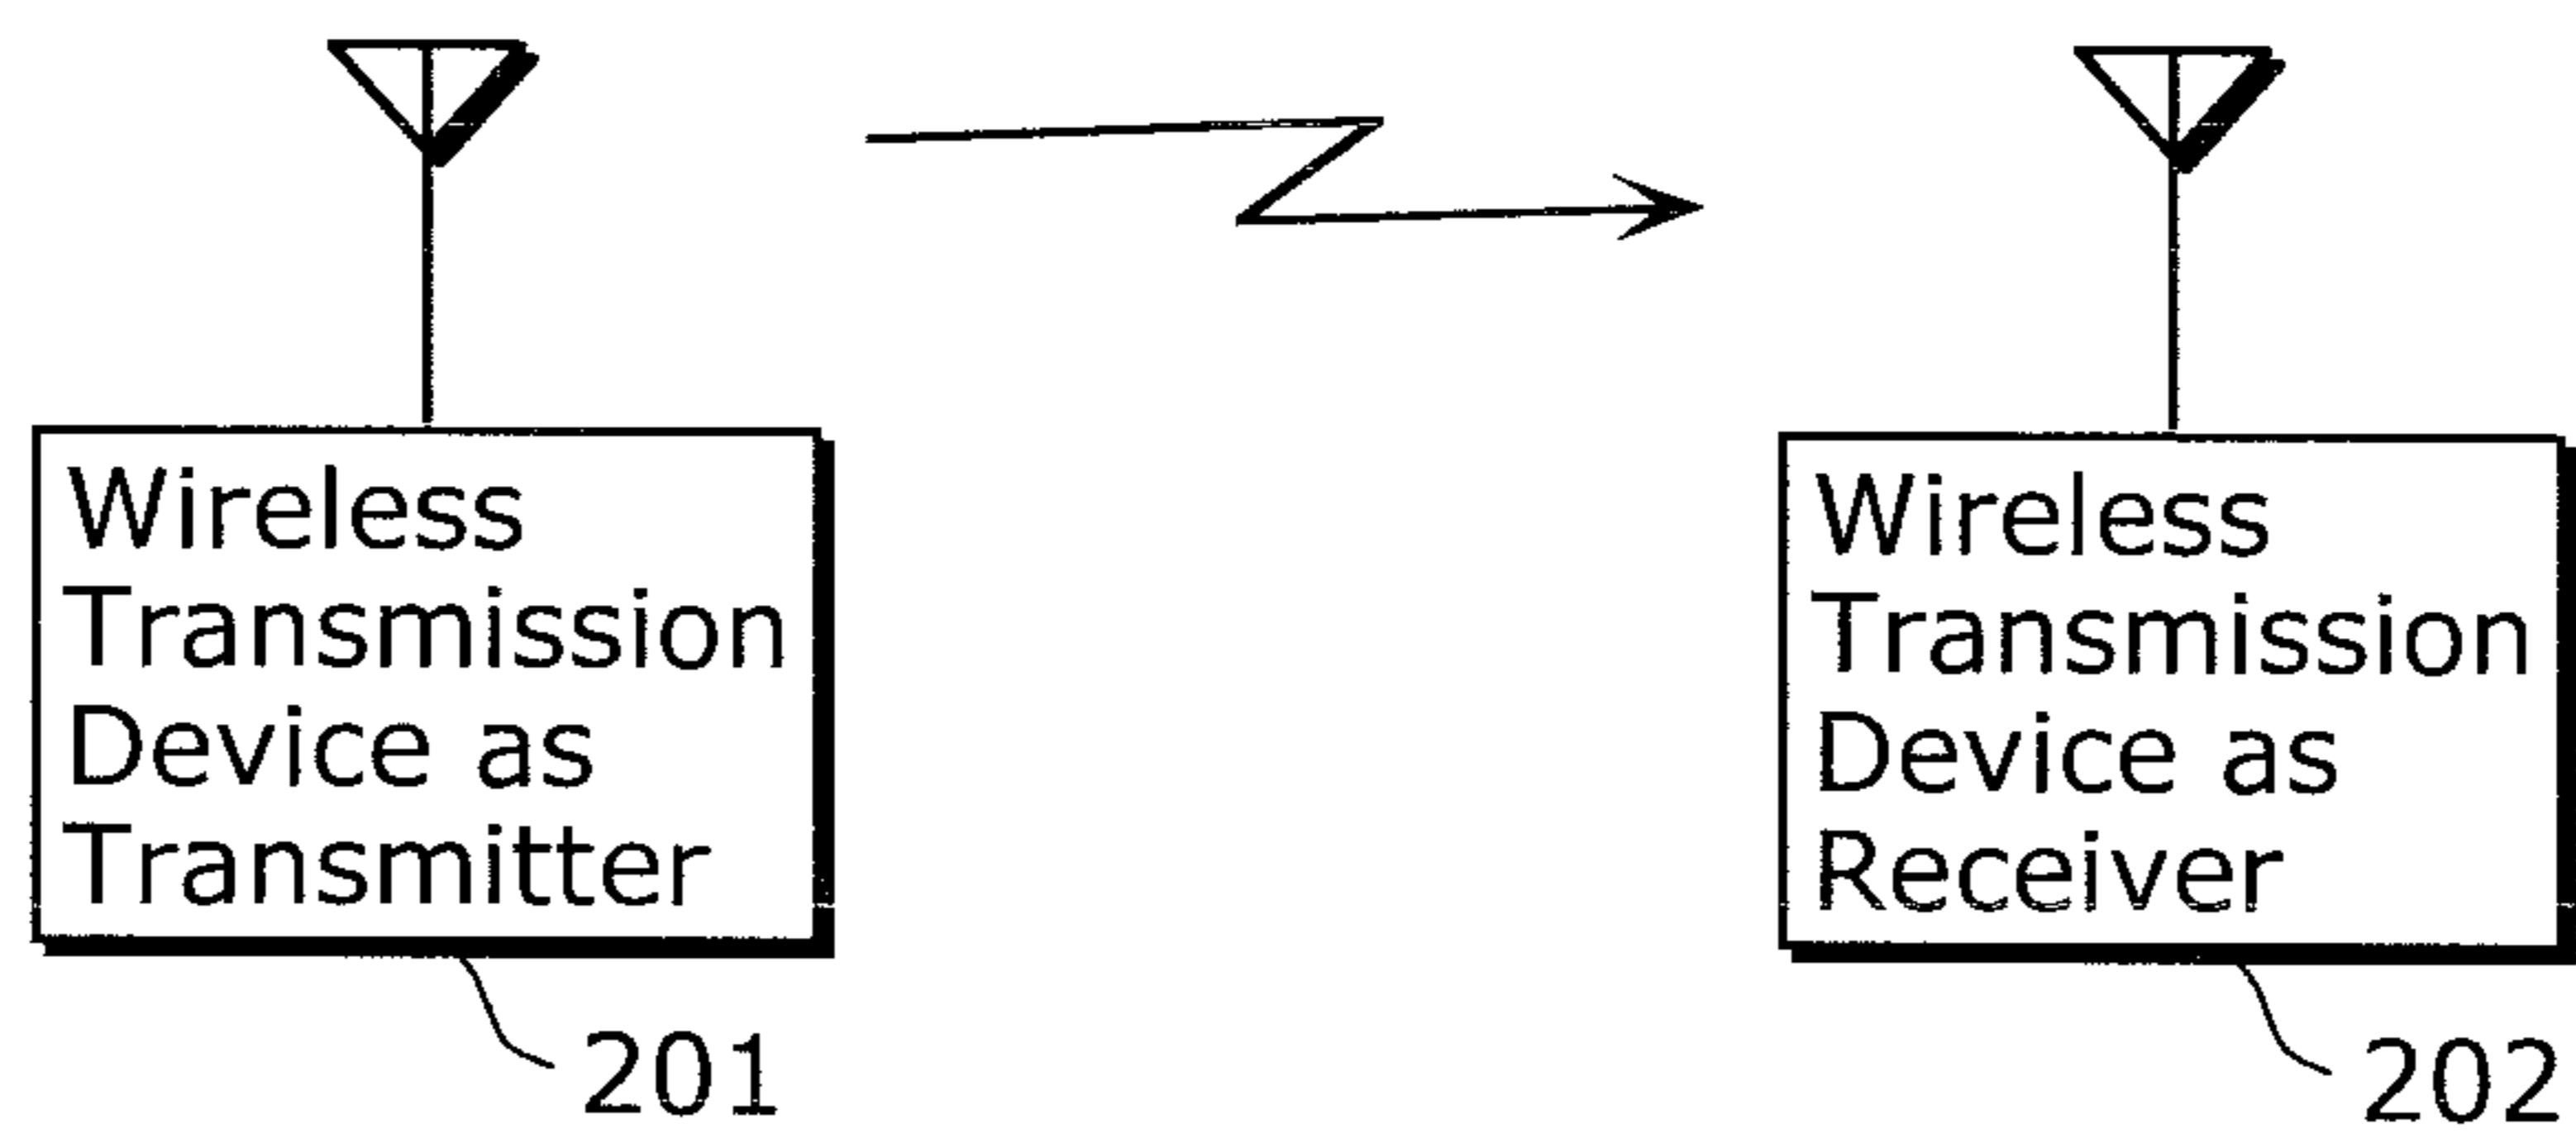 Wireless
Transmission
Device as
Transmitter
201
Wireless
Transmission
Device as
Receiver
202